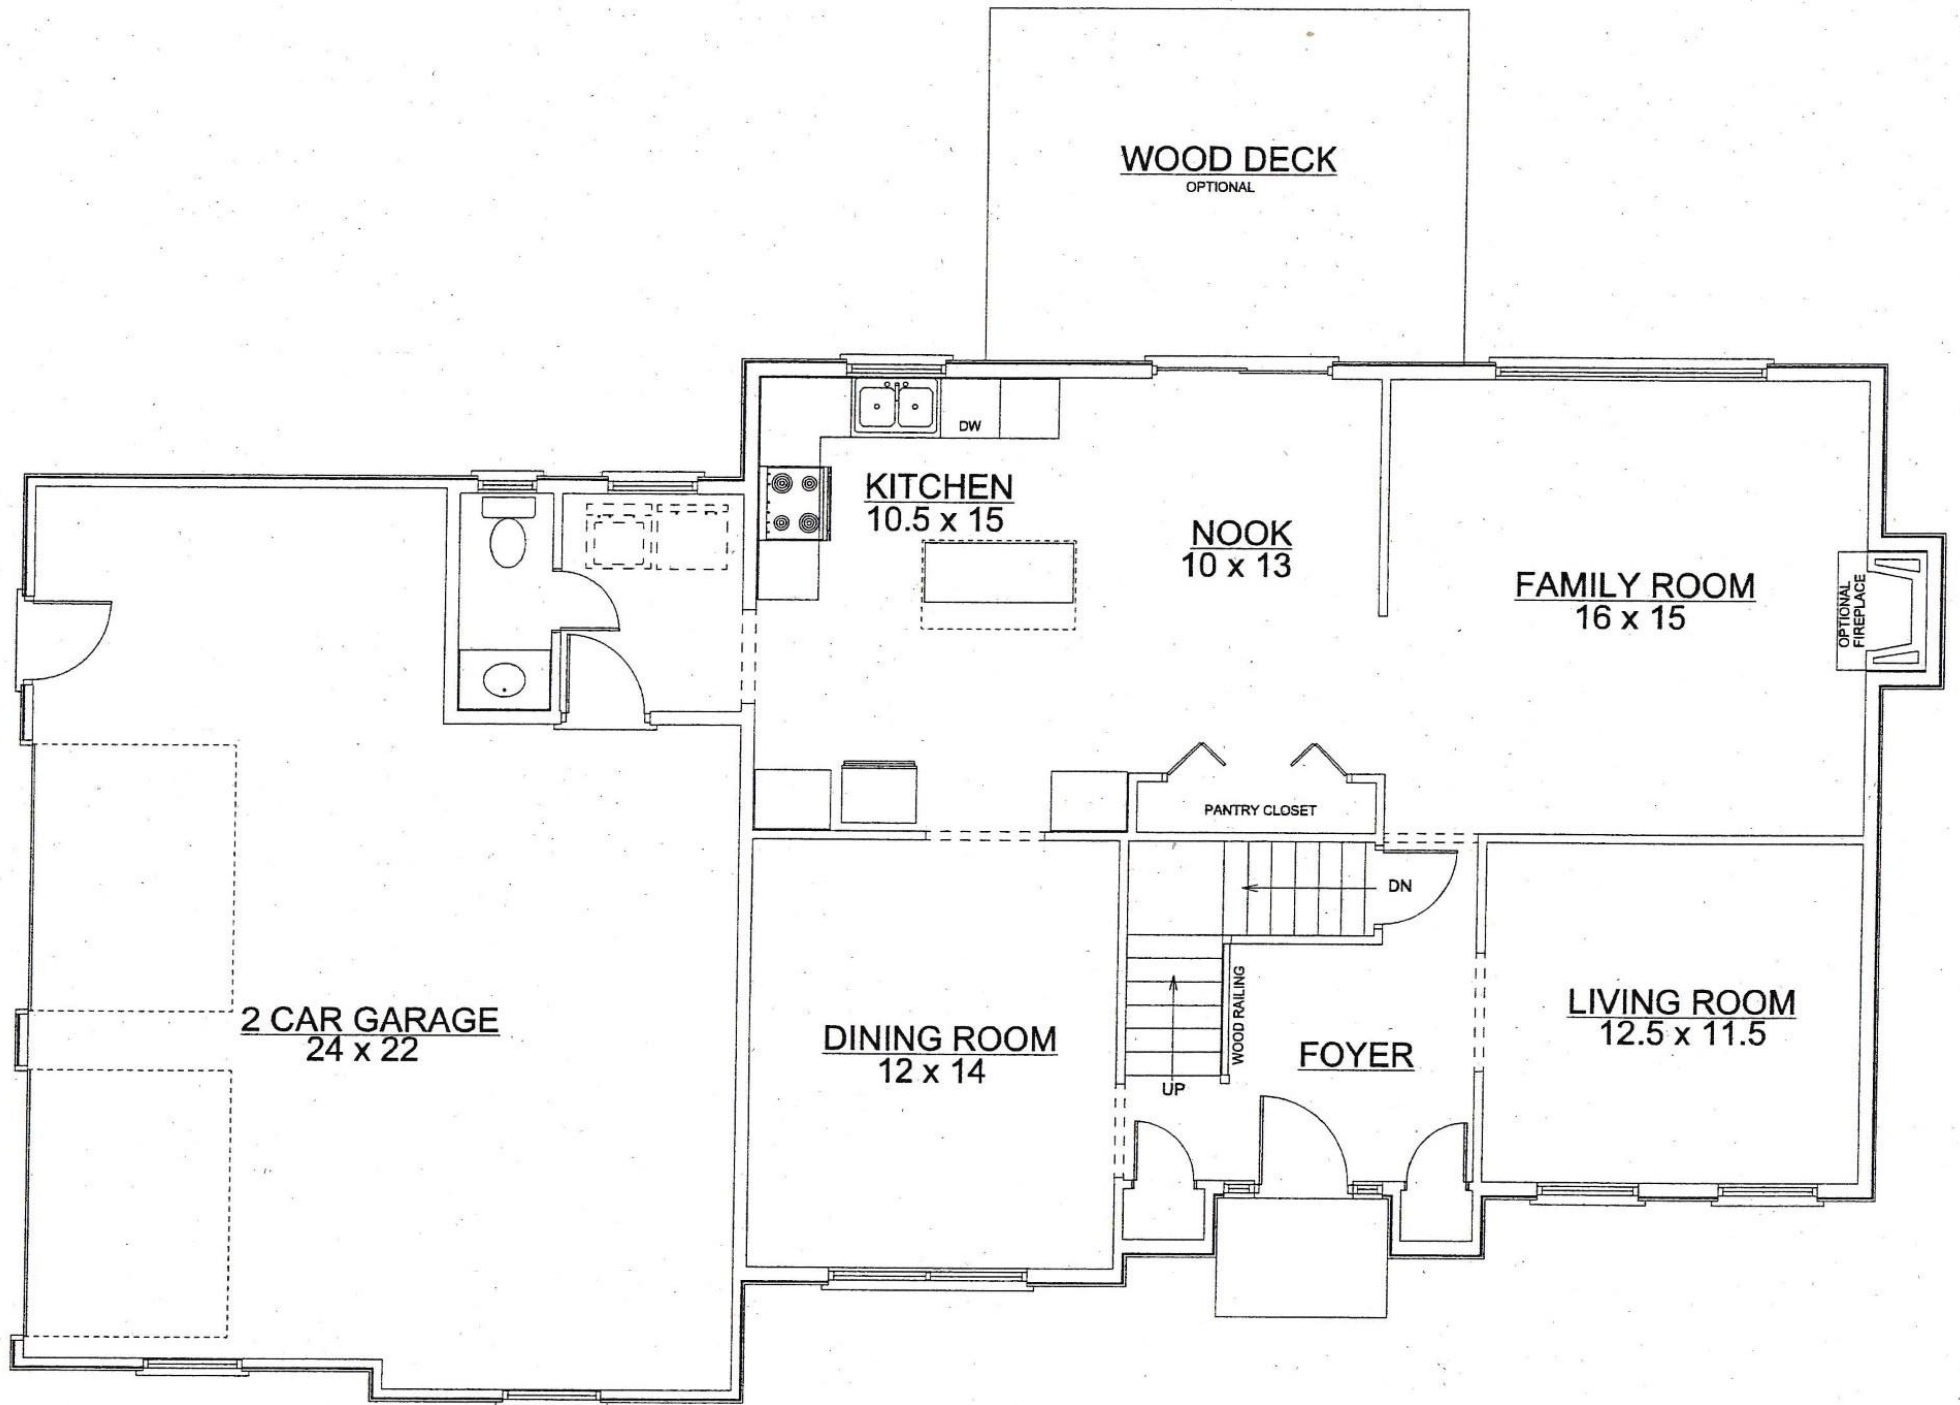 WOOD DECK
OPTIONAL
DW
KITCHEN
10.5 x 15
NOOK
10 x 13
FAMILY ROOM
16 x 15
OPTIONAL
FIREPLACE
PANTRY CLOSET
DN
WOOD RAILING
UP
2 CAR GARAGE
24 x 22
DINING ROOM
12 x 14
FOYER
LIVING ROOM
12.5 x 11.5